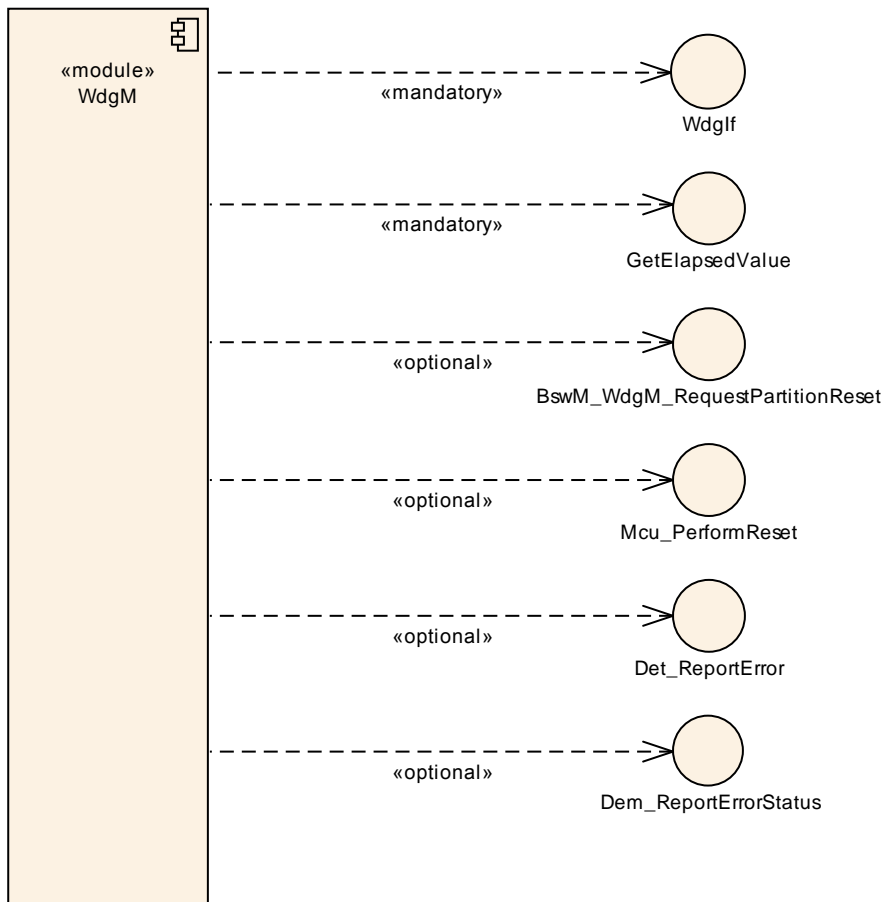 «module»
WdgM
«mandatory»
WdgIf
«mandatory»
GetElapsedValue
«optional»
BswM_WdgM_RequestPartitionReset
«optional»
Mcu_PerformReset
«optional»
Det_ReportError
«optional»
Dem_ReportErrorStatus